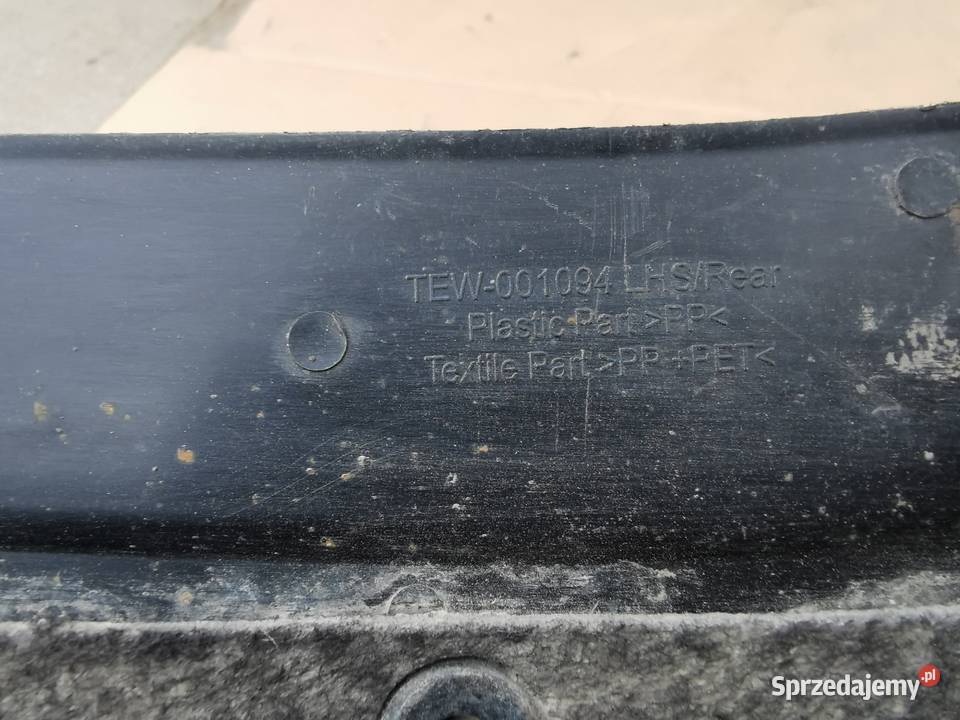 TEW-001094 LHS/Rear
Plastic Part >PP<
Textile Part >PP+PET<
Sprzedajemy.pl